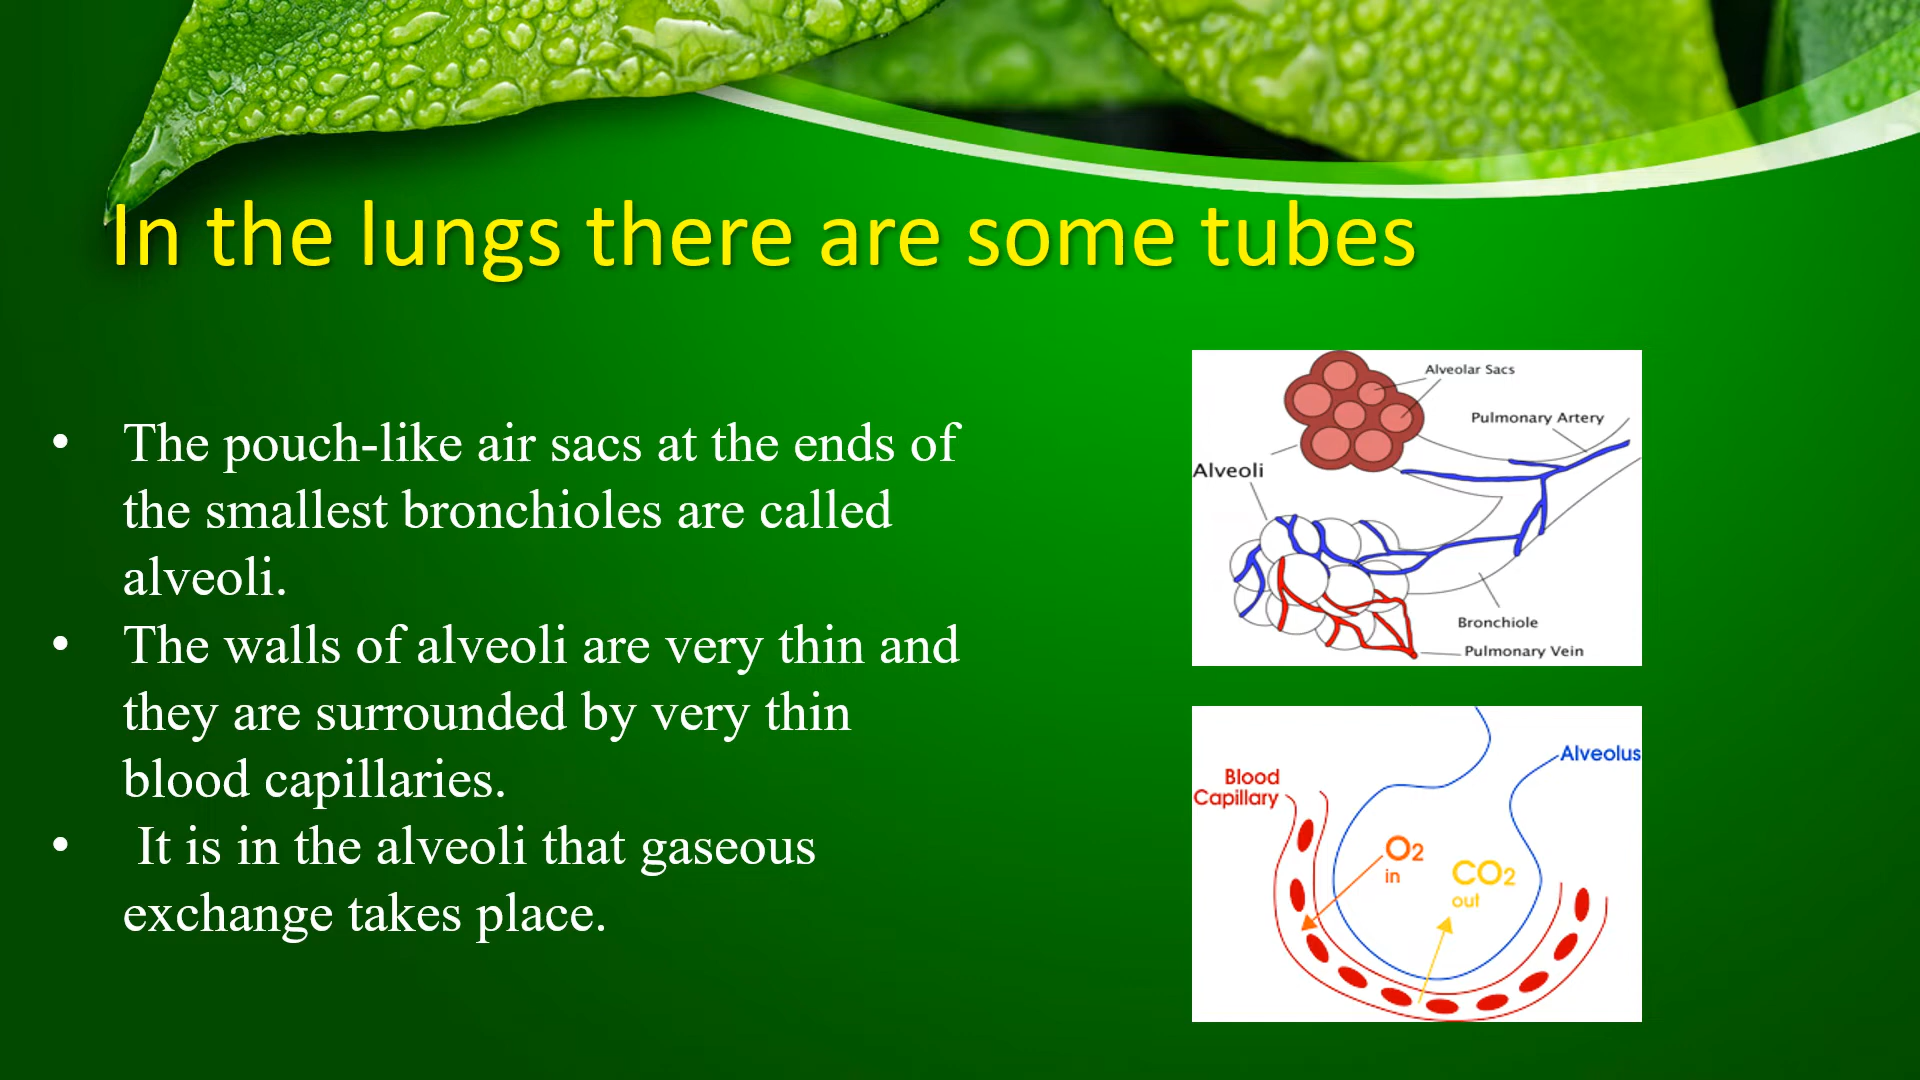 In the lungs there are some tubes
• The pouch-like air sacs at the ends of
the smallest bronchioles are called
alveoli.
• The walls of alveoli are very thin and
they are surrounded by very thin
blood capillaries.
• It is in the alveoli that gaseous
exchange takes place.
Alveolar Sacs
Pulmonary Artery
Alveoli
Bronchiole
Pulmonary Vein
Alveolus
Blood
Capillary
O2
in
CO2
out